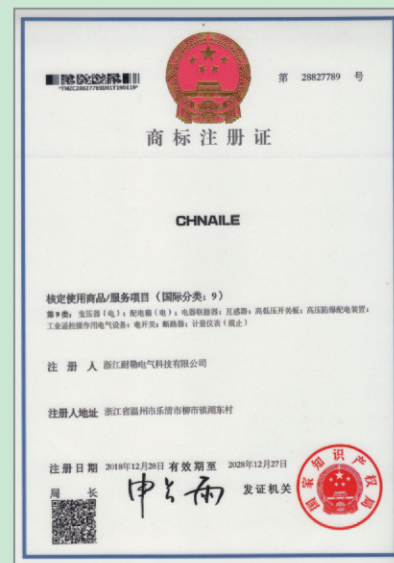 *TMZC28827789D01T190119*
第 28827789 号
商标注册证
CHNAILE
核定使用商品/服务项目（国际分类：9）
第9类：变压器（电）；配电箱（电）；电器联接器；互感器；高低压开关板；高压防爆配电装置；
工业遥控操作用电气设备；电开关；断路器；计量仪表（截止）
注 册 人 浙江耐勒电气科技有限公司
注册人地址 浙江省温州市乐清市柳市镇湖东村
注册日期 2018年12月28日 有效期至 2028年12月27日
局 长 申长雨 发证机关
国家知识产权局